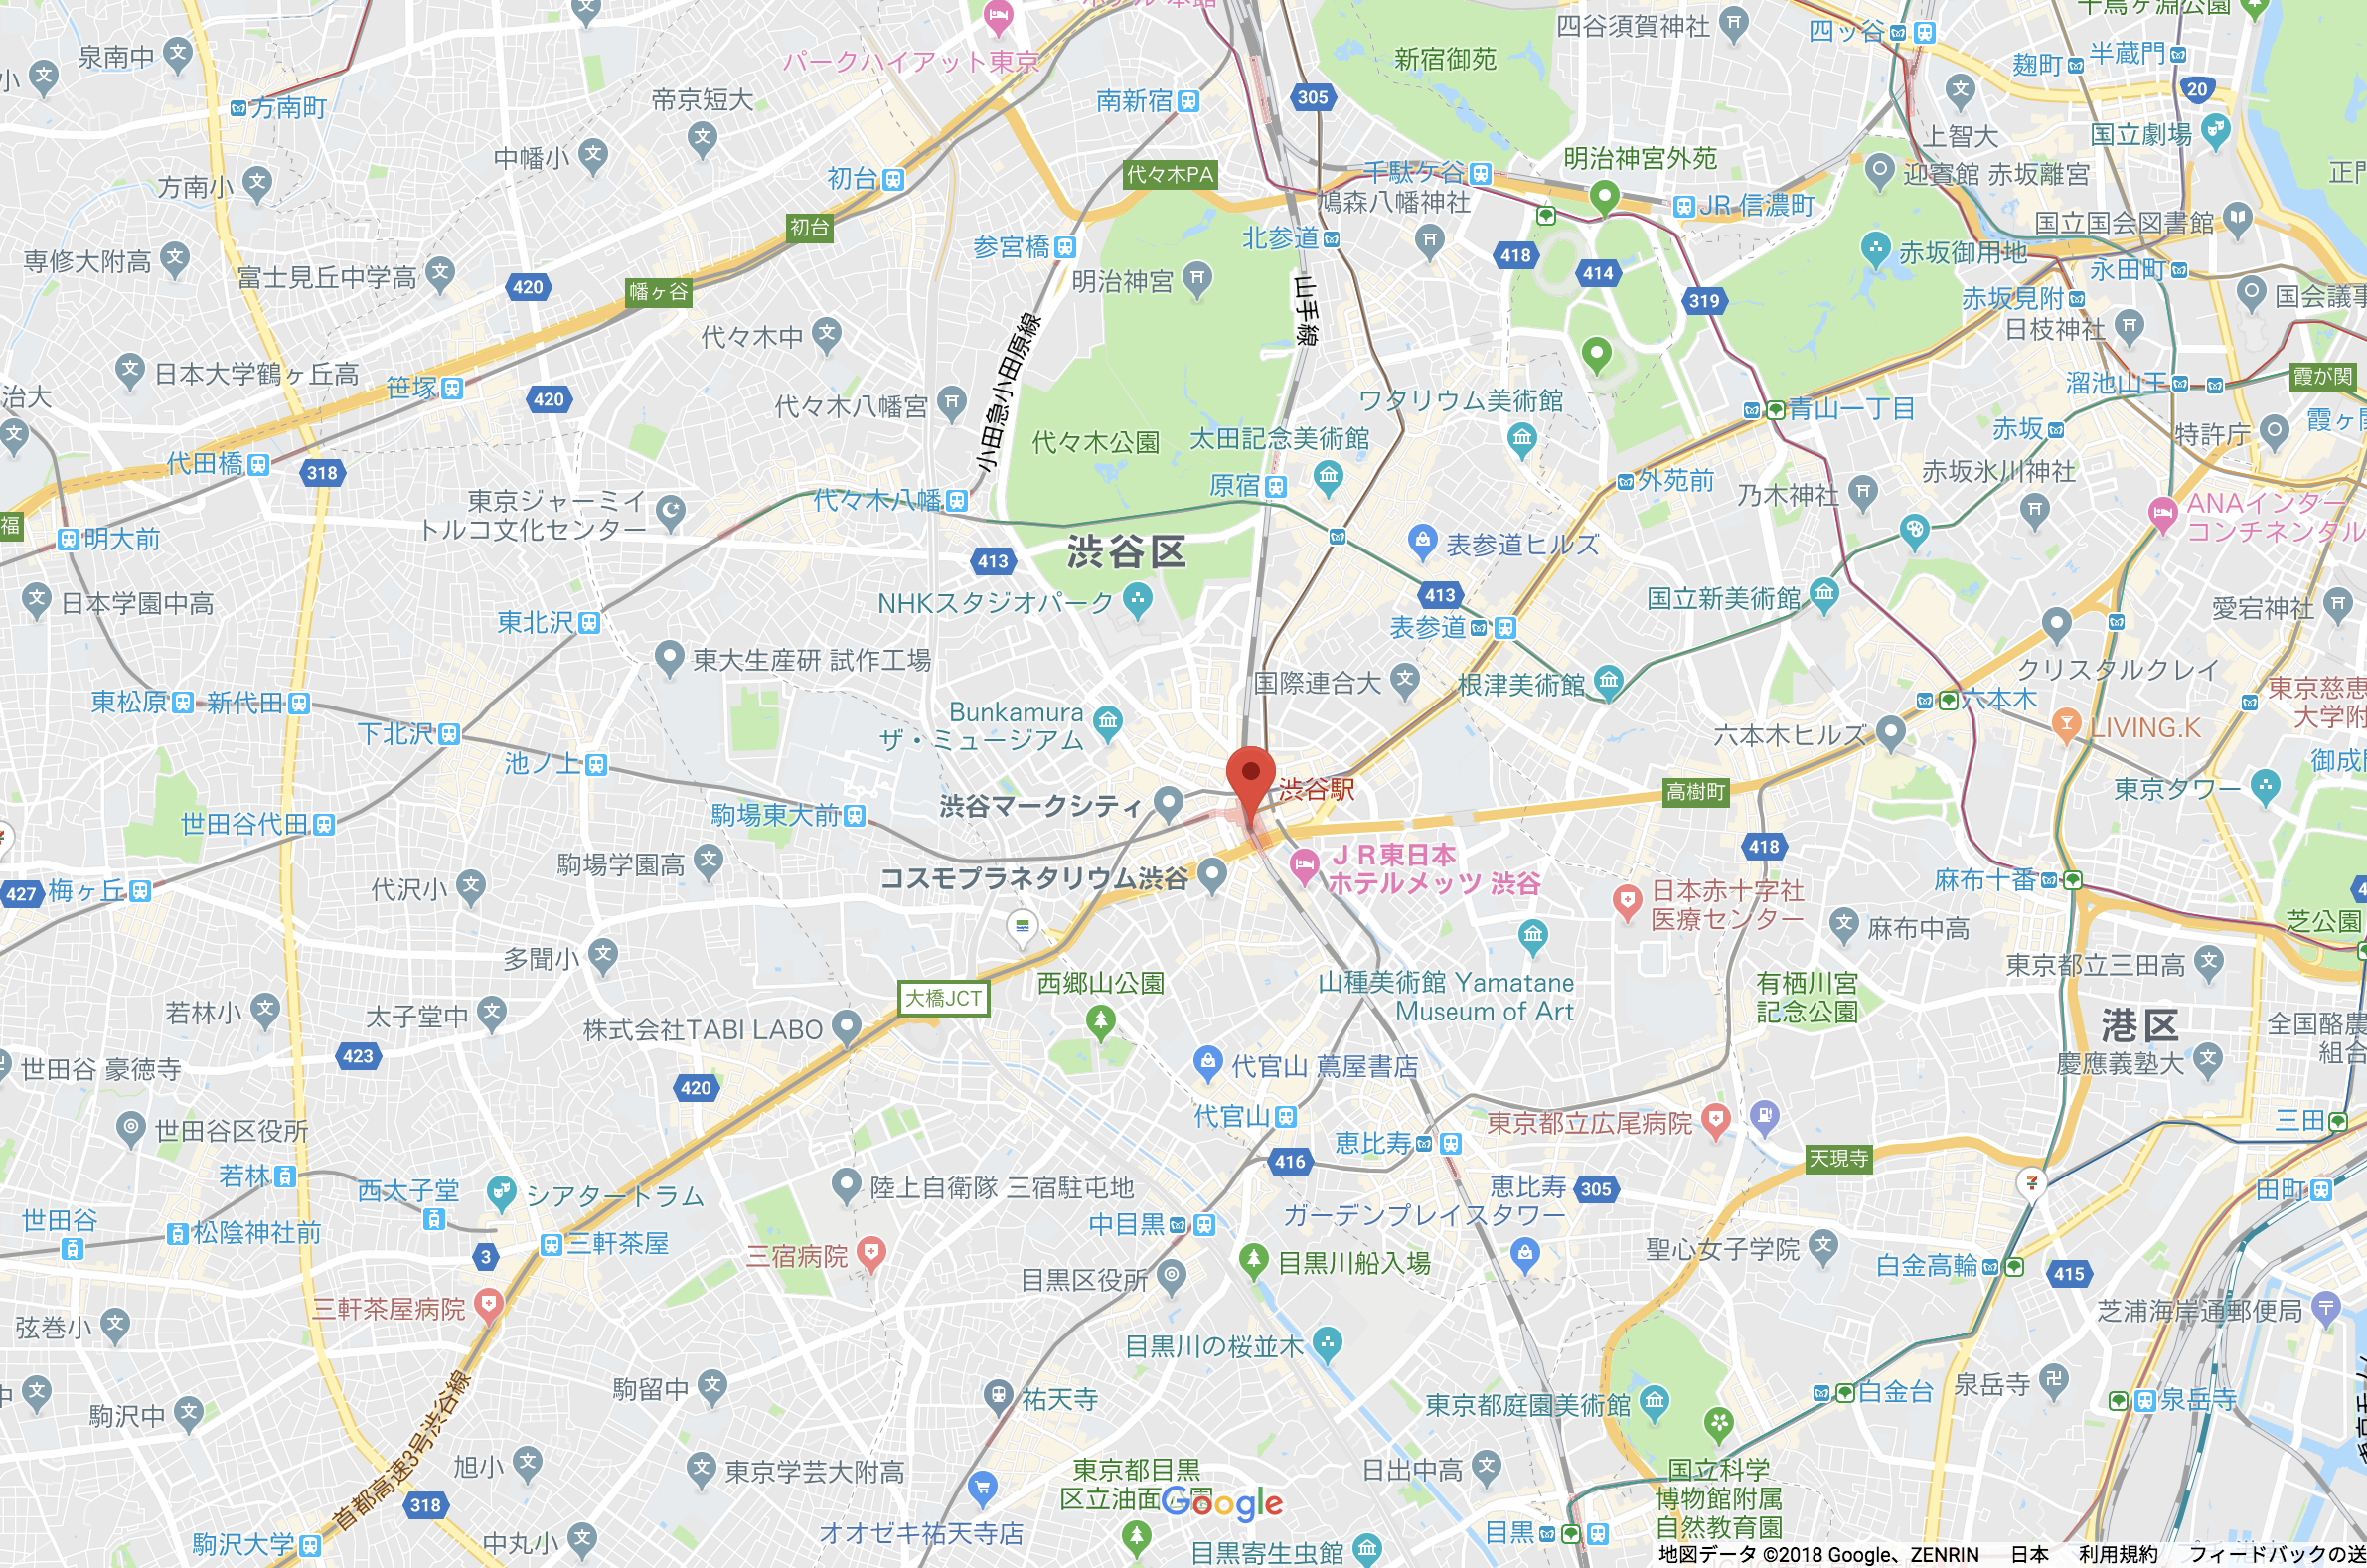 千鳥ヶ淵公園
四谷須賀神社
四ツ谷
泉南中
パークハイアット東京
新宿御苑
麹町
半蔵門
小
方南町
帝京短大
南新宿
305
20
国立劇場
上智大
中幡小
方南小
初台
代々木PA
千駄ケ谷
明治神宮外苑
迎賓館 赤坂離宮
正門
鳩森八幡神社
JR 信濃町
国立国会図書館
初台
参宮橋
北参道
418
414
赤坂御用地
永田町
専修大附高
富士見丘中学高
420
幡ヶ谷
明治神宮
山手線
319
赤坂見附
国会議事
日枝神社
代々木中
小田急小田原線
日本大学鶴ヶ丘高
笹塚
420
治大
代々木八幡宮
ワタリウム美術館
溜池山王
霞が関
青山一丁目
代々木公園
太田記念美術館
赤坂
特許庁
霞ヶ関
代田橋
318
原宿
外苑前
赤坂氷川神社
乃木神社
東京ジャーミイ
トルコ文化センター
代々木八幡
ANAインター
コンチネンタル
福
明大前
413
渋谷区
表参道ヒルズ
日本学園中高
NHKスタジオパーク
413
国立新美術館
愛宕神社
東北沢
表参道
東大生産研 試作工場
国際連合大
根津美術館
クリスタルクレイ
東松原
新代田
六本木
東京慈恵
大学附
下北沢
Bunkamura
ザ・ミュージアム
六本木ヒルズ
LIVING.K
池ノ上
渋谷駅
高樹町
東京タワー
御成門
世田谷代田
駒場東大前
渋谷マークシティ
418
駒場学園高
コスモプラネタリウム渋谷
JR東日本
ホテルメッツ 渋谷
427
梅ヶ丘
代沢小
日本赤十字社
医療センター
麻布十番
麻布中高
芝公園
多聞小
大橋JCT
西郷山公園
山種美術館 Yamatane
Museum of Art
有栖川宮
記念公園
東京都立三田高
若林小
太子堂中
株式会社TABI LABO
港区
全国酪農
組合
423
420
世田谷 豪徳寺
代官山 蔦屋書店
慶應義塾大
世田谷区役所
代官山
恵比寿
東京都立広尾病院
三田
416
天現寺
若林
西太子堂
シアタートラム
陸上自衛隊 三宿駐屯地
恵比寿
ガーデンプレイスタワー
305
田町
世田谷
松陰神社前
3
三軒茶屋
三宿病院
中目黒
目黒区役所
目黒川船入場
聖心女子学院
白金高輪
415
三軒茶屋病院
弦巻小
目黒川の桜並木
芝浦海岸通郵便局
首都高速3号渋谷線
中
駒沢中
駒留中
祐天寺
東京都庭園美術館
白金台
泉岳寺
泉岳寺
旭小
東京学芸大附高
東京都目黒
区立油面公園
日出中高
国立科学
博物館附属
自然教育園
318
Google
駒沢大学
中丸小
オオゼキ祐天寺店
目黒寄生虫館
目黒
地図データ ©2018 Google、ZENRIN 日本 利用規約 フィードバックの送